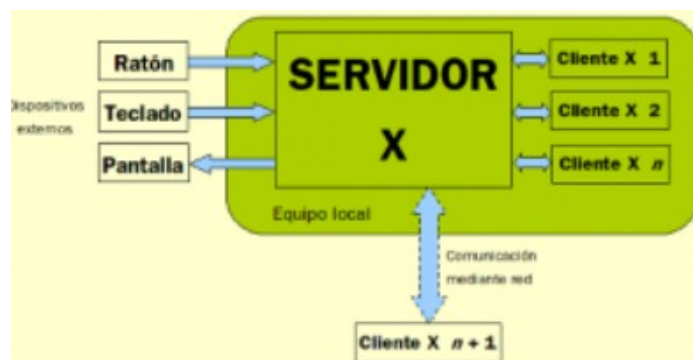 Ratón
Dispositivos
externos
Teclado
Pantalla
SERVIDOR
X
Cliente X 1
Cliente X 2
Cliente X n
Equipo local
Comunicación
mediante red
Cliente X n + 1